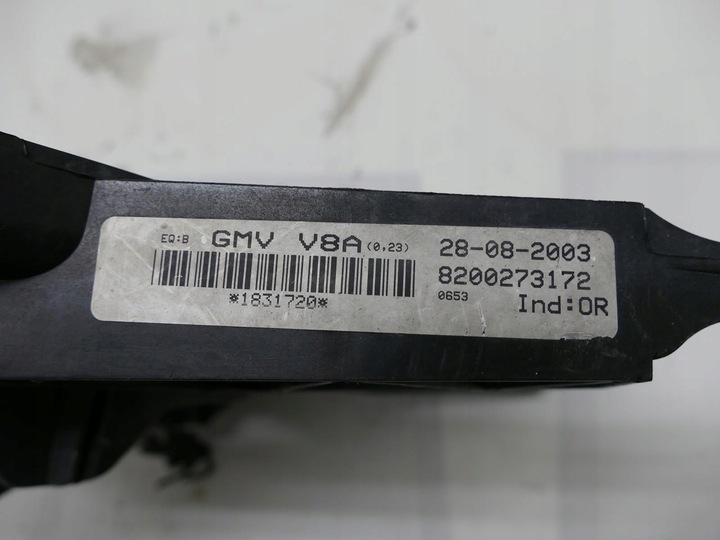 EQ:B GMV V8A (0,23) 28-08-2003
8200273172
*1831720* 0653 Ind:OR